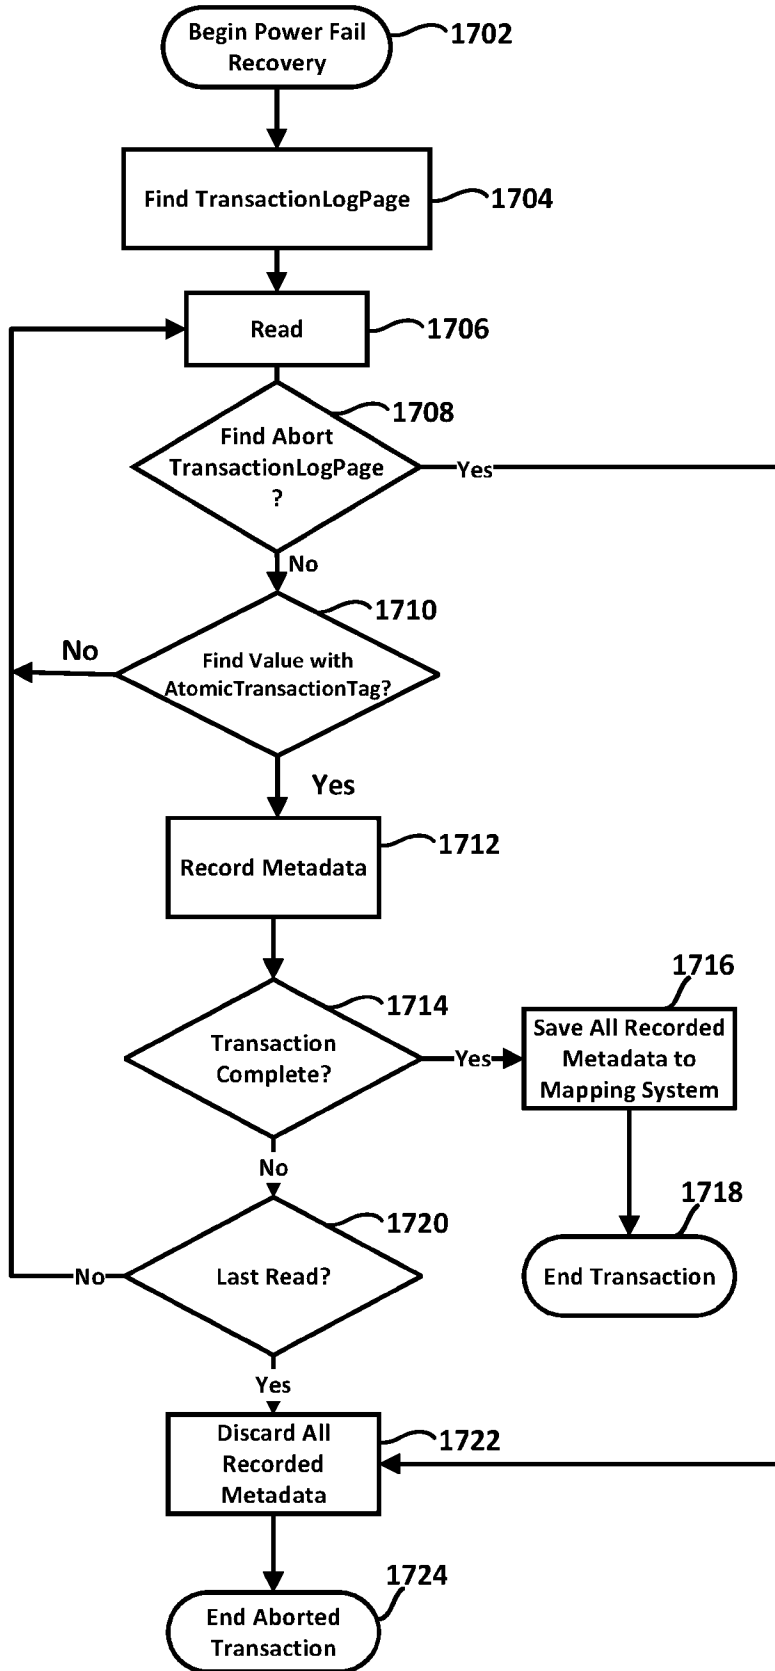 Begin Power Fail
Recovery
1702
Find TransactionLogPage
1704
Read
1706
1708
Find Abort
TransactionLogPage
?
Yes
No
1710
No
Find Value with
AtomicTransactionTag?
Yes
Record Metadata
1712
1714
Transaction
Complete?
Yes
1716
Save All Recorded
Metadata to
Mapping System
No
1718
End Transaction
1720
Last Read?
No
Yes
Discard All
Recorded
Metadata
1722
1724
End Aborted
Transaction